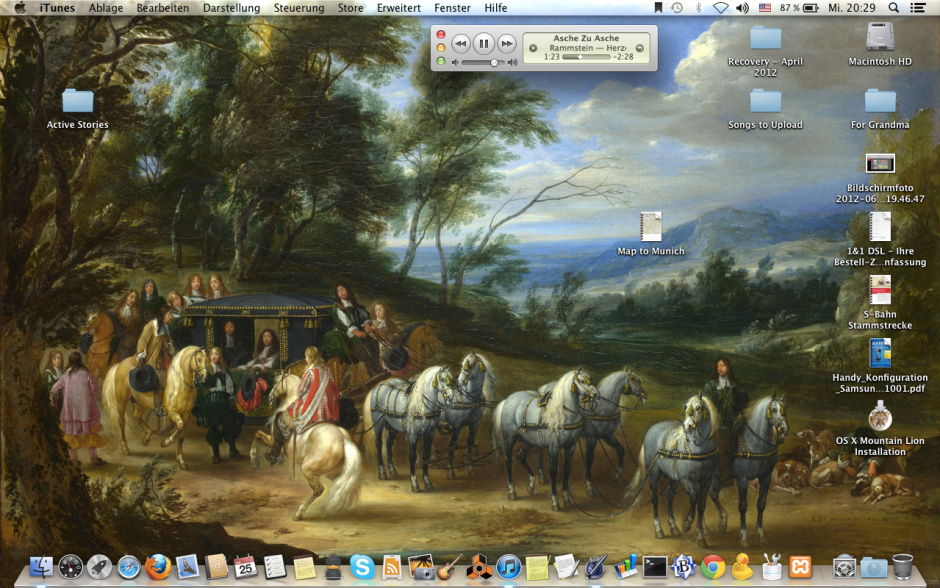 iTunes Ablage Bearbeiten Darstellung Steuerung Store Erweitert Fenster Hilfe 87 % Mi. 20:29
Asche Zu Asche
Rammstein — Herze
1:23 -2:28
Recovery - April
2012
Macintosh HD
Active Stories
Songs to Upload
For Grandma
Bildschirmfoto
2012-06...19.46.47
Map to Munich
1&1 DSL - Ihre
Bestell-Z...nfassung
S-Bahn
Stammstrecke
Handy_Konfiguration
_Samsun...1001.pdf
OS X Mountain Lion
Installation
25